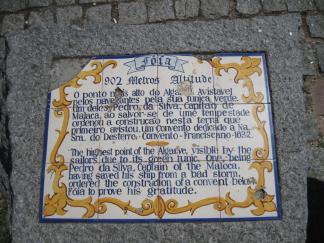 Fóia
902 Metros Altitude
O ponto mais alto do Algarve. Avistavel
pelos navegantes pela sua tunica verde.
Um deles, Pedro da Silva, Capitão de
Malaca, ao salvor-se de uma tempestade
ordenou a construção nesta terra que
primeiro avistou, um Convento dedicado a Na.
Sra. do Desterro. Convento Franciscano-1632.
The highest point of the Algarve, visible by the
sailors due to its green tunic. One being
Pedro da Silva, Captain of the Maloca,
having saved his ship from a bad storm,
ordered the construction of a convent below
Fóia to prove his gratitude.